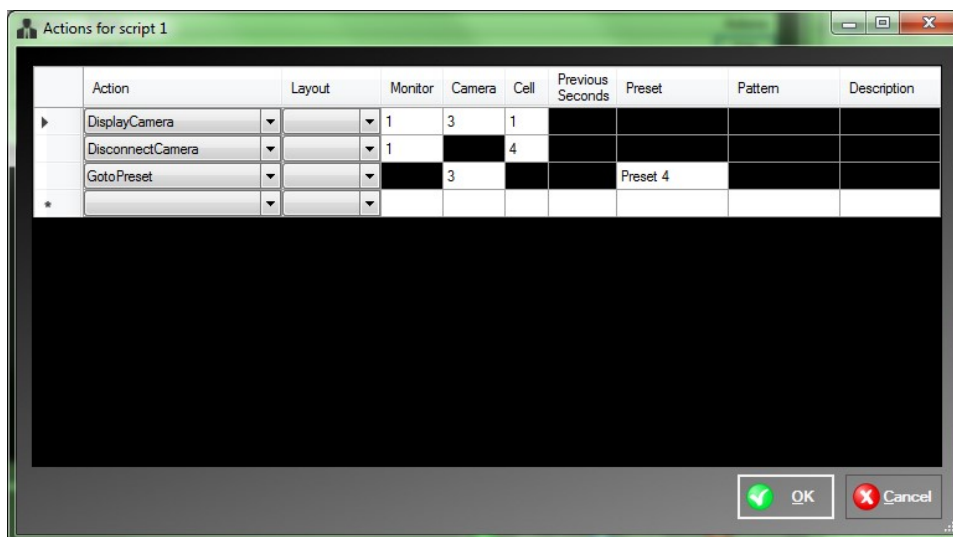 Actions for script 1
Action Layout Monitor Camera Cell Previous Seconds Preset Pattern Description
DisplayCamera 1 3 1
DisconnectCamera 1 4
GotoPreset 3 Preset 4
*
OK Cancel